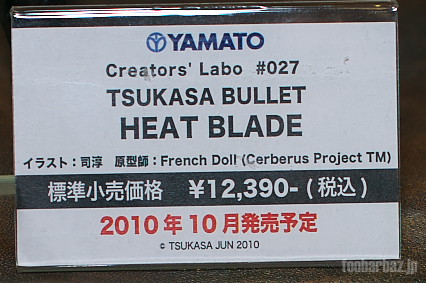 YAMATO
Creators' Labo #027
TSUKASA BULLET
HEAT BLADE
イラスト：司淳 原型師：French Doll (Cerberus Project TM)
標準小売価格 ¥12,390-(税込)
2010年10月発売予定
© TSUKASA JUN 2010
toobarbaz.jp